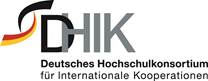 DHIK
Deutsches Hochschulkonsortium
für Internationale Kooperationen